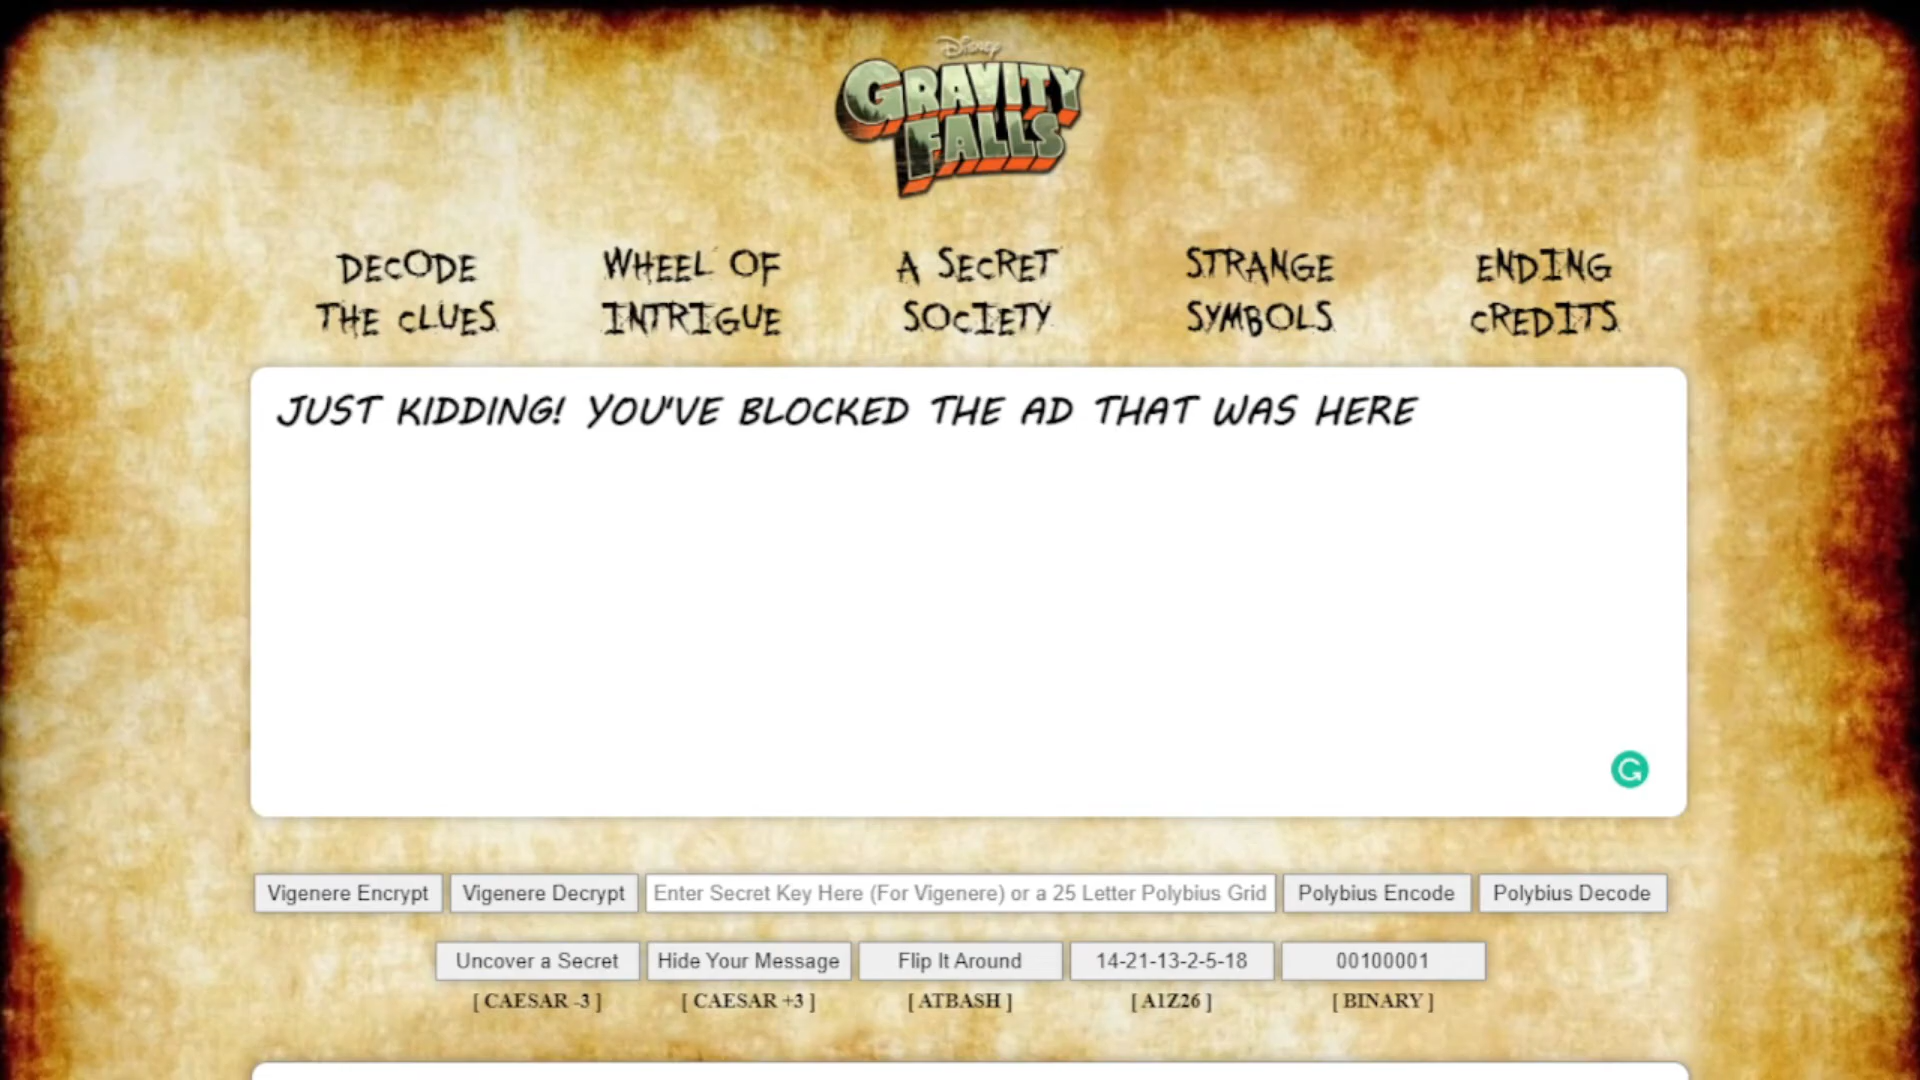 Disney
GRAVITY
FALLS
DECODE
THE CLUES
WHEEL OF
INTRIGUE
A SECRET
SOCIETY
STRANGE
SYMBOLS
ENDING
CREDITS
JUST KIDDING! YOU'VE BLOCKED THE AD THAT WAS HERE
Vigenere Encrypt Vigenere Decrypt Enter Secret Key Here (For Vigenere) or a 25 Letter Polybius Grid Polybius Encode Polybius Decode
Uncover a Secret Hide Your Message Flip It Around 14-21-13-2-5-18 00100001
[ CAESAR -3 ] [ CAESAR +3 ] [ ATBASH ] [ A1Z26 ] [ BINARY ]